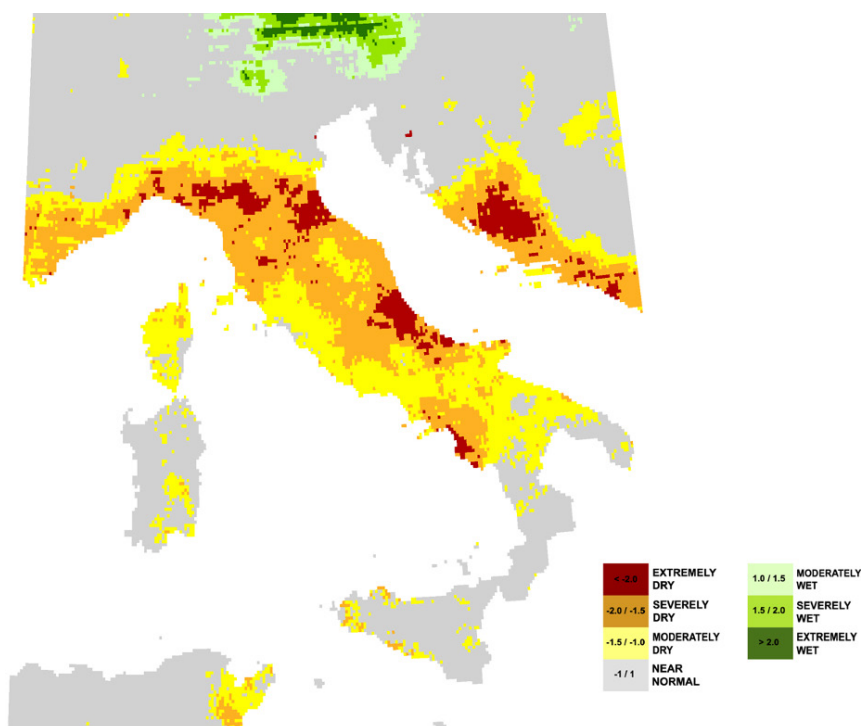 < -2.0 EXTREMELY
DRY
-2.0 / -1.5 SEVERELY
DRY
-1.5 / -1.0 MODERATELY
DRY
-1 / 1 NEAR
NORMAL
1.0 / 1.5 MODERATELY
WET
1.5 / 2.0 SEVERELY
WET
> 2.0 EXTREMELY
WET